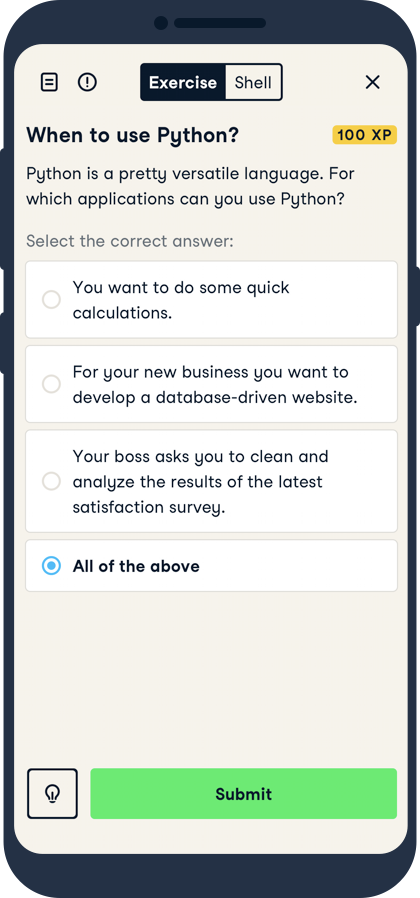 Exercise Shell
When to use Python?
100 XP
Python is a pretty versatile language. For
which applications can you use Python?
Select the correct answer:
You want to do some quick
calculations.
For your new business you want to
develop a database-driven website.
Your boss asks you to clean and
analyze the results of the latest
satisfaction survey.
All of the above
Submit